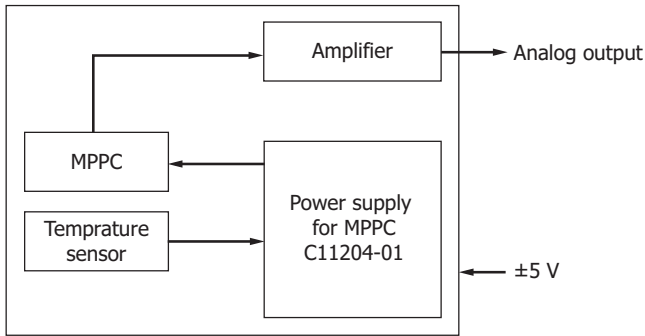 Amplifier
Analog output
MPPC
Power supply
for MPPC
C11204-01
Temprature
sensor
±5 V